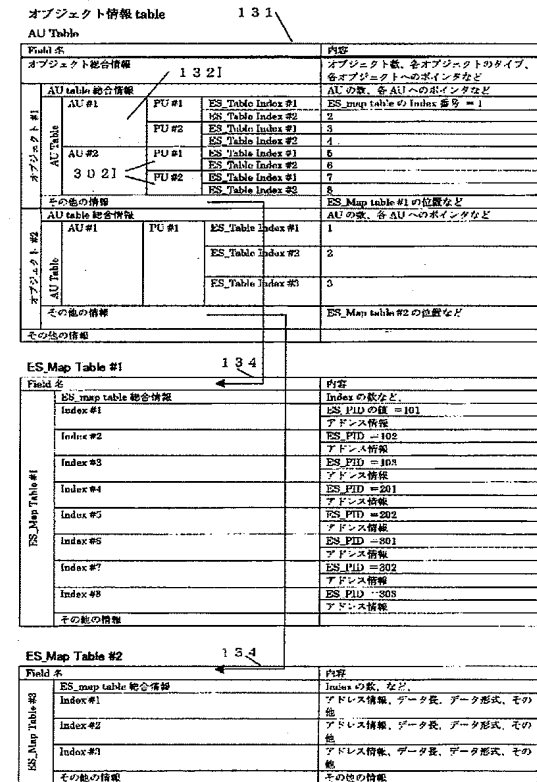 オブジェクト情報 table 131
AU Table
Field 名 内容
オブジェクト総合情報 オブジェクト数、各オブジェクトのタイプ、
各オブジェクトへのポインタなど
132I
オブジェクト #1
AU Table
AU table 総合情報 AU の数、各 AU へのポインタなど
AU #1 PU #1 ES_Table Index #1 ES_map table の Index 番号 = 1
ES_Table Index #2 2
PU #2 ES_Table Index #1 3
ES_Table Index #2 4
AU #2 PU #1 ES_Table Index #1 5
302I ES_Table Index #2 6
PU #2 ES_Table Index #1 7
ES_Table Index #2 8
その他の情報 ES_Map table #1 の位置など
オブジェクト #2
AU Table
AU table 総合情報 AU の数、各 AU へのポインタなど
AU #1 PU #1 ES_Table Index #1 1
ES_Table Index #2 2
ES_Table Index #3 3
その他の情報 ES_Map table #2 の位置など
その他の情報
ES_Map Table #1 134
Field 名 内容
ES_Map Table #1
ES_map table 総合情報 Index の数など、
Index #1 ES_PID の値 =101
アドレス情報
Index #2 ES_PID =102
アドレス情報
Index #3 ES_PID =103
アドレス情報
Index #4 ES_PID =201
アドレス情報
Index #5 ES_PID =202
アドレス情報
Index #6 ES_PID =301
アドレス情報
Index #7 ES_PID =302
アドレス情報
Index #8 ES_PID =303
アドレス情報
その他の情報
ES_Map Table #2 134
Field 名 内容
ES_Map Table #3
ES_map table 総合情報 Index の数、など、
Index #1 アドレス情報、データ長、データ形式、その
他
Index #2 アドレス情報、データ長、データ形式、その
他
Index #3 アドレス情報、データ長、データ形式、その
他
その他の情報 その他の情報